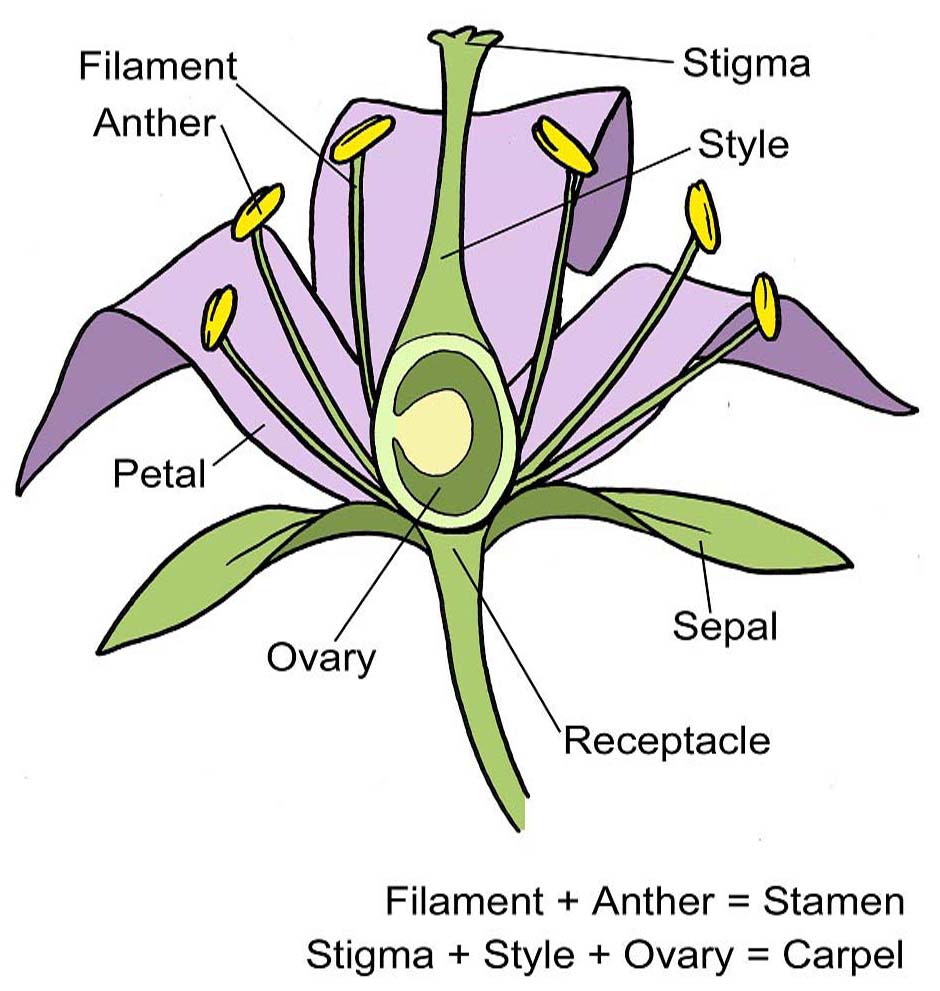 Filament
Stigma
Anther
Style
Petal
Sepal
Ovary
Receptacle
Filament + Anther = Stamen
Stigma + Style + Ovary = Carpel